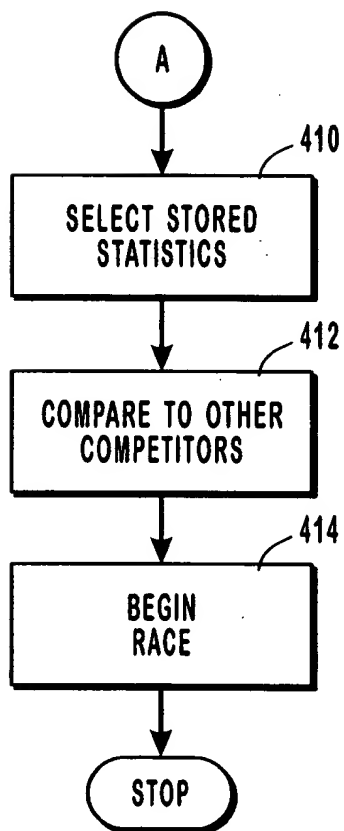 A
410
SELECT STORED
STATISTICS
412
COMPARE TO OTHER
COMPETITORS
414
BEGIN
RACE
STOP